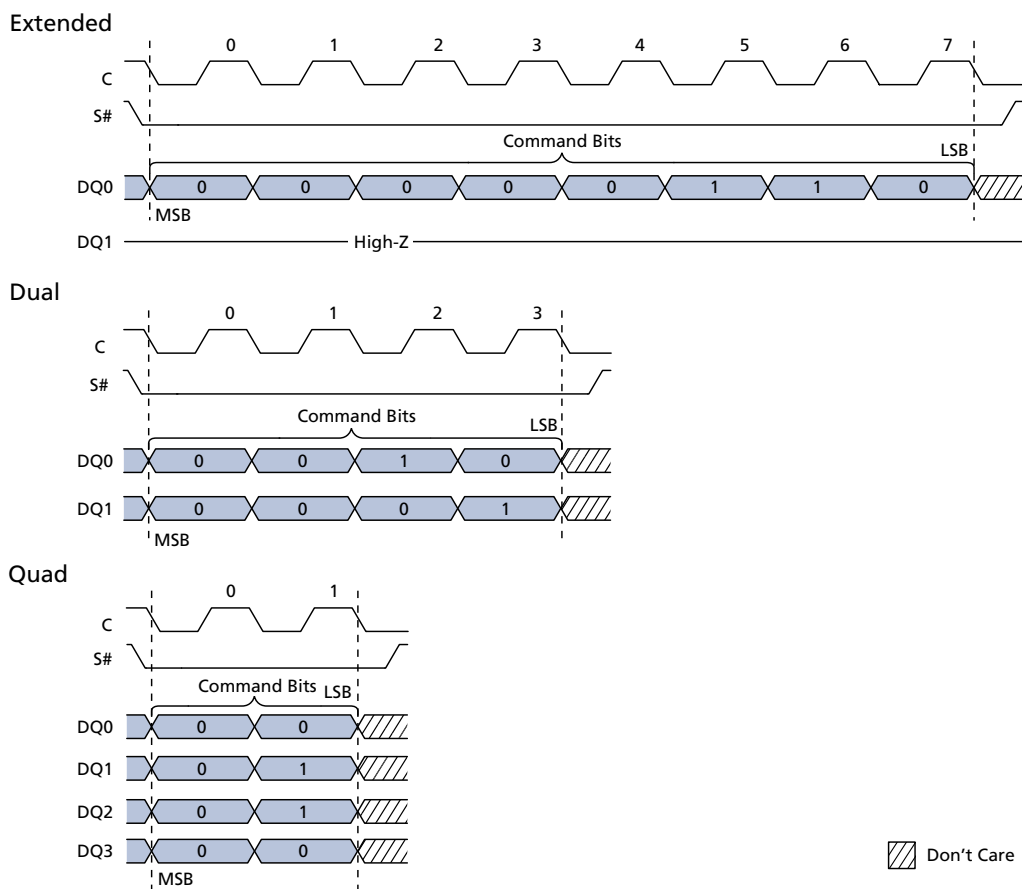 Extended
0 1 2 3 4 5 6 7
C
S#
Command Bits
LSB
DQ0 0 0 0 0 0 1 1 0
MSB
DQ1 High-Z
Dual
0 1 2 3
C
S#
Command Bits
LSB
DQ0 0 0 1 0
DQ1 0 0 0 1
MSB
Quad
0 1
C
S#
Command Bits LSB
DQ0 0 0
DQ1 0 1
DQ2 0 1
DQ3 0 0
MSB
Don't Care